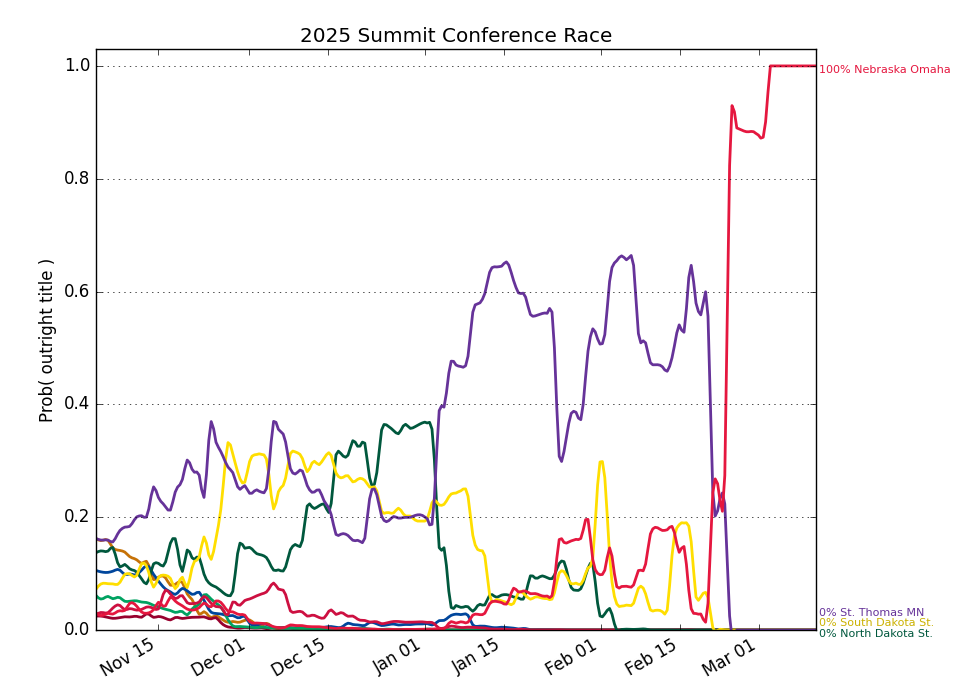 2025 Summit Conference Race
Prob( outright title )
1.0
0.8
0.6
0.4
0.2
0.0
100% Nebraska Omaha
0% St. Thomas MN
0% South Dakota St.
0% North Dakota St.
Nov 15
Dec 01
Dec 15
Jan 01
Jan 15
Feb 01
Feb 15
Mar 01